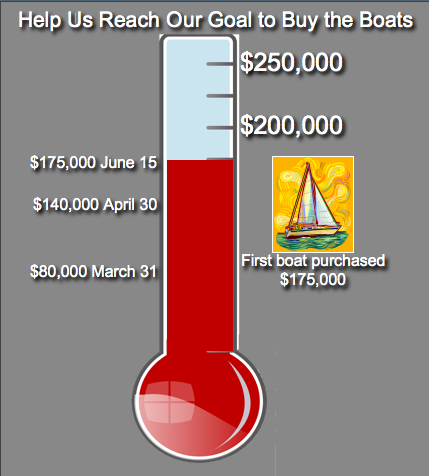 Help Us Reach Our Goal to Buy the Boats
$250,000
$200,000
$175,000 June 15
$140,000 April 30
$80,000 March 31
First boat purchased
$175,000